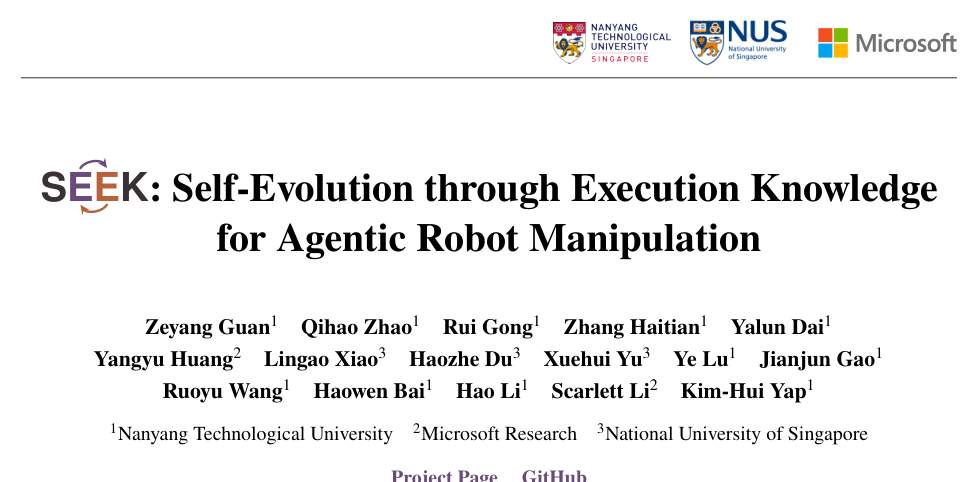 NANYANG
TECHNOLOGICAL
UNIVERSITY
SINGAPORE
NUS
National University
of Singapore
Microsoft
SEEK: Self-Evolution through Execution Knowledge
for Agentic Robot Manipulation
Zeyang Guan¹ Qihao Zhao¹ Rui Gong¹ Zhang Haitian¹ Yalun Dai¹
Yangyu Huang² Lingao Xiao³ Haozhe Du³ Xuehui Yu³ Ye Lu¹ Jianjun Gao¹
Ruoyu Wang¹ Haowen Bai¹ Hao Li¹ Scarlett Li² Kim-Hui Yap¹
¹Nanyang Technological University ²Microsoft Research ³National University of Singapore
Project Page GitHub